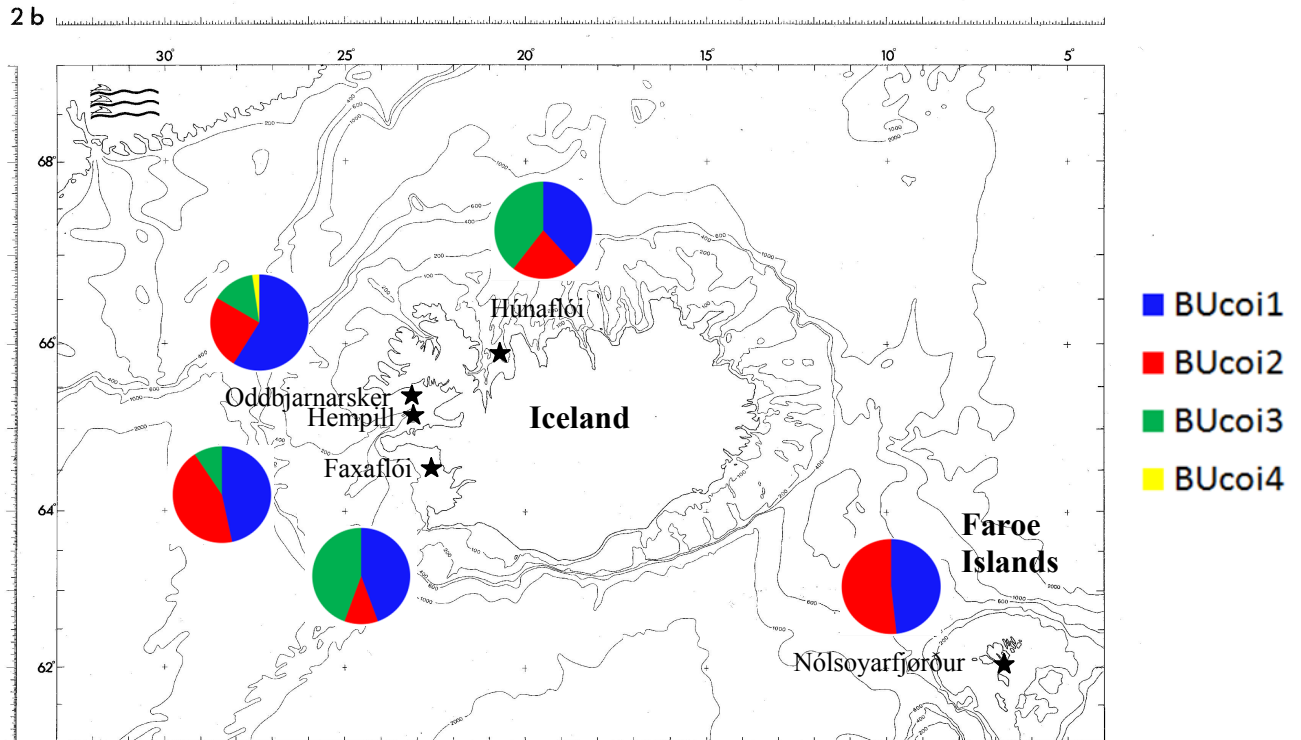 2 b
30° 25° 20° 15° 10° 5°
68°
66°
64°
62°
Húnaflói
Oddbjarnarsker
Hempill
Faxaflói
Iceland
Faroe
Islands
Nólsoyarfjørður
BUcoi1
BUcoi2
BUcoi3
BUcoi4